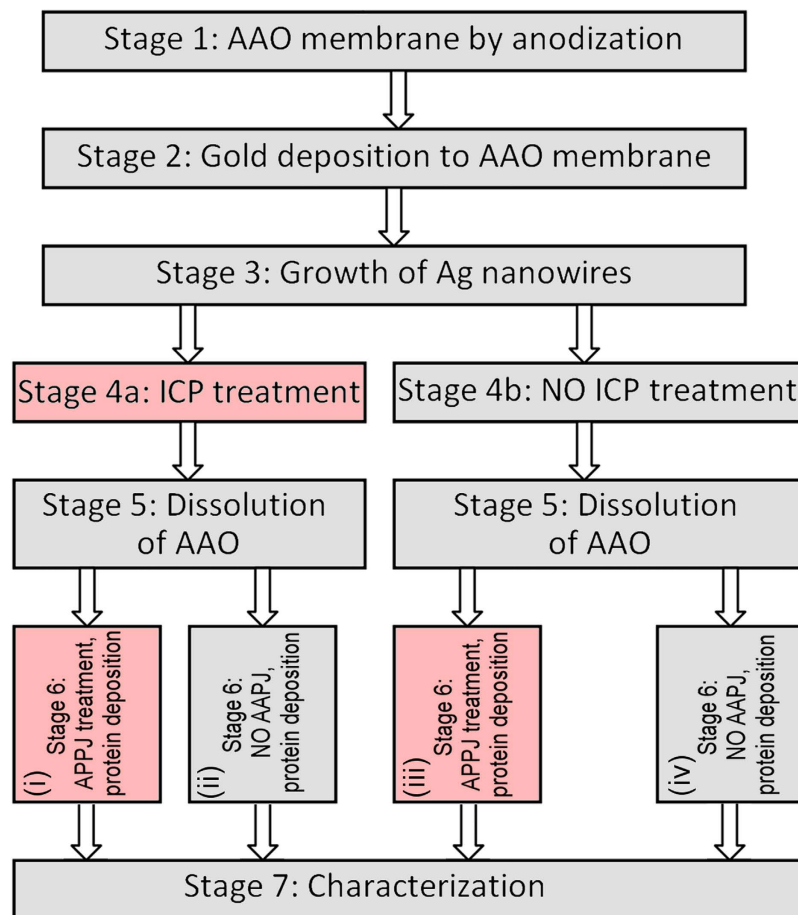 Stage 1: AAO membrane by anodization
Stage 2: Gold deposition to AAO membrane
Stage 3: Growth of Ag nanowires
Stage 4a: ICP treatment
Stage 4b: NO ICP treatment
Stage 5: Dissolution
of AAO
Stage 5: Dissolution
of AAO
(i)
Stage 6:
APPJ treatment,
protein deposition
(ii)
Stage 6:
NO AAPJ,
protein deposition
(iii)
Stage 6:
APPJ treatment,
protein deposition
(iv)
Stage 6:
NO AAPJ,
protein deposition
Stage 7: Characterization